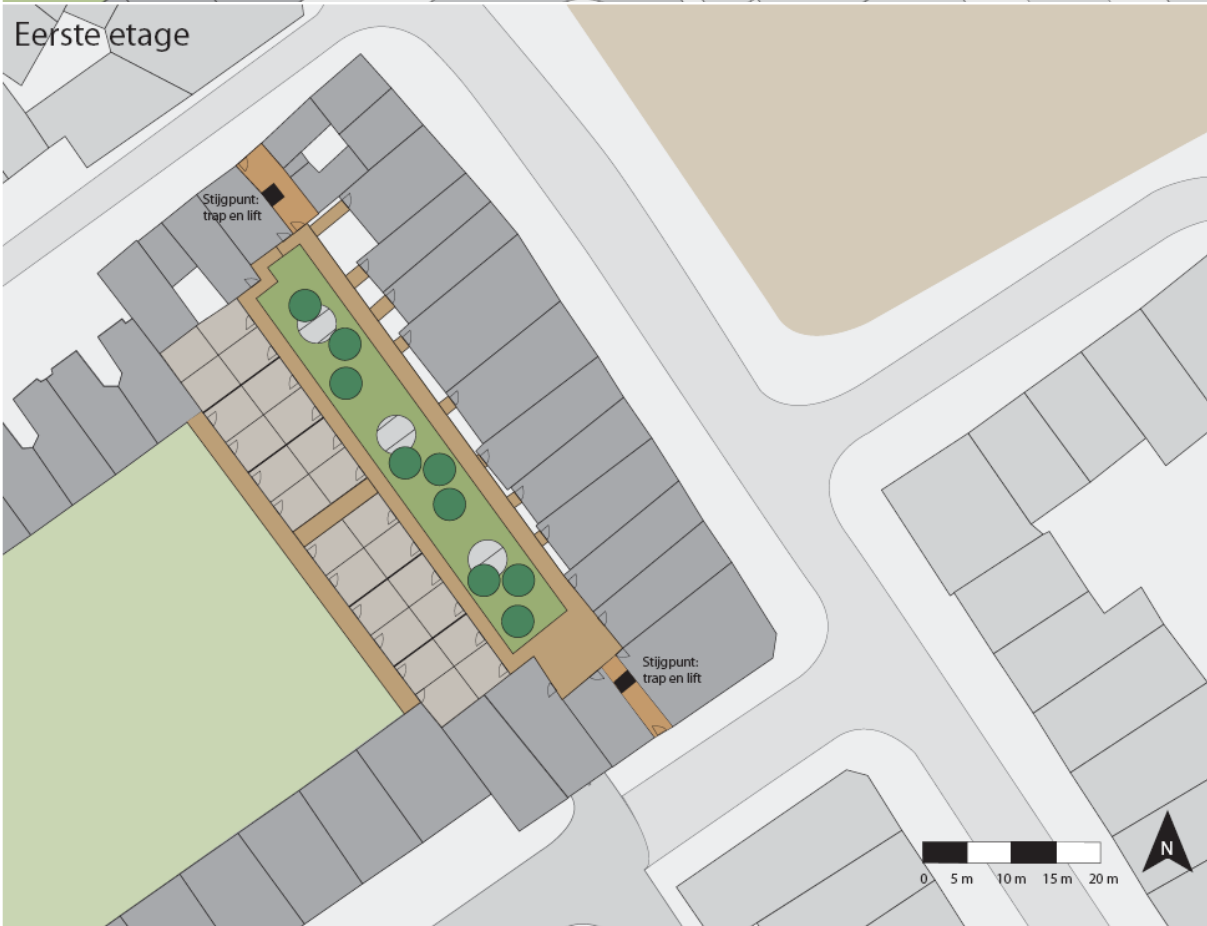 Eerste etage
Stijgpunt:
trap en lift
Stijgpunt:
trap en lift
N
0 5 m 10 m 15 m 20 m